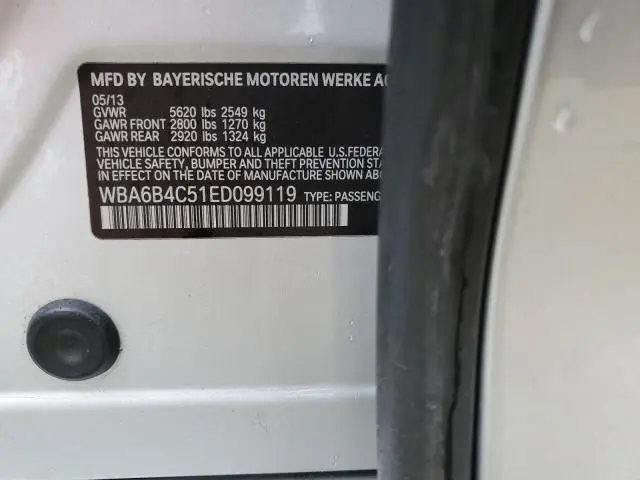 MFD BY BAYERISCHE MOTOREN WERKE AG
05/13
GVWR 5620 lbs 2549 kg
GAWR FRONT 2800 lbs 1270 kg
GAWR REAR 2920 lbs 1324 kg
THIS VEHICLE CONFORMS TO ALL APPLICABLE U.S.FEDERA
VEHICLE SAFETY, BUMPER AND THEFT PREVENTION STA
IN EFFECT ON THE DATE OF MANUFACTURE SHOWN ABO
WBA6B4C51ED099119 TYPE: PASSENG